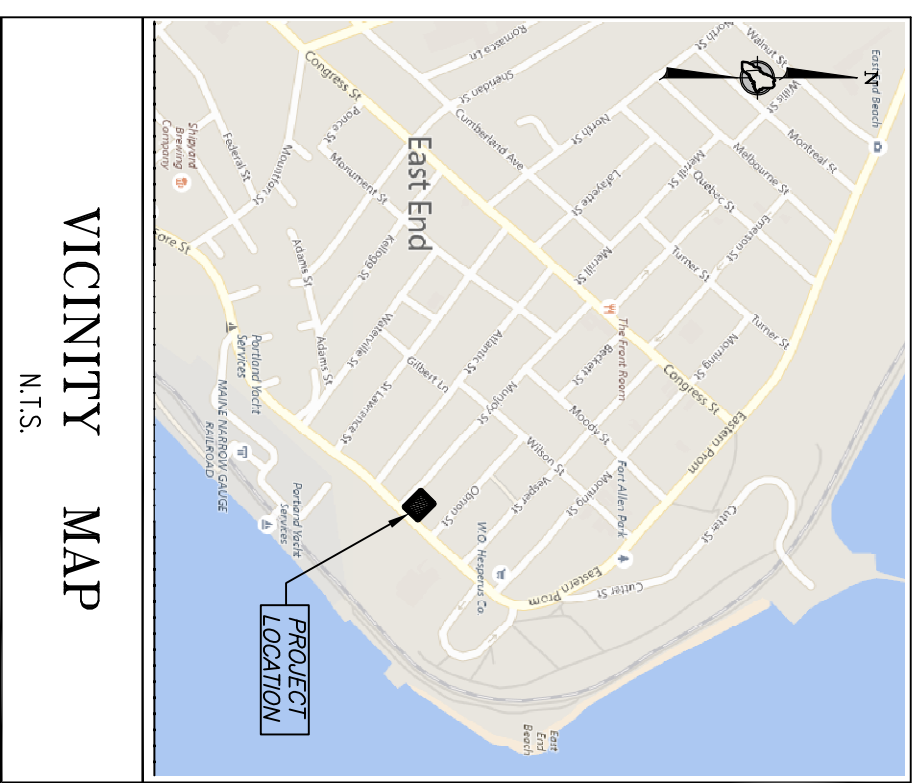 East End Beach
N
Walnut St
Willis St
Montreal St
North St
Melbourne St
Quebec St
Merrill St
Emerson St
Turner St
Turner St
Morning St
Congress St
Eastern Prom
Cutter St
Romasco Ln
Sheridan St
North St
Lafayette St
Merrill St
The Front Room
Beckett St
Moody St
Fort Allen Park
Morning St
Cutter St
Eastern Prom
Cumberland Ave
Congress St
East End
Atlantic St
Munjoy St
Wilson St
Vesper St
Obrion St
W.O. Hesperus Co.
East
End
Beach
Ponce St
Monument St
Kellogg St
Waterville St
Gilbert Ln
St Lawrence St
Mountfort St
Federal St
Adams St
Adams St
Shipyard
Brewing
Company
ore St
Portland Yacht
Services
MAINE NARROW GAUGE
RAILROAD
Portland Yacht
Services
PROJECT
LOCATION
VICINITY MAP
N.T.S.